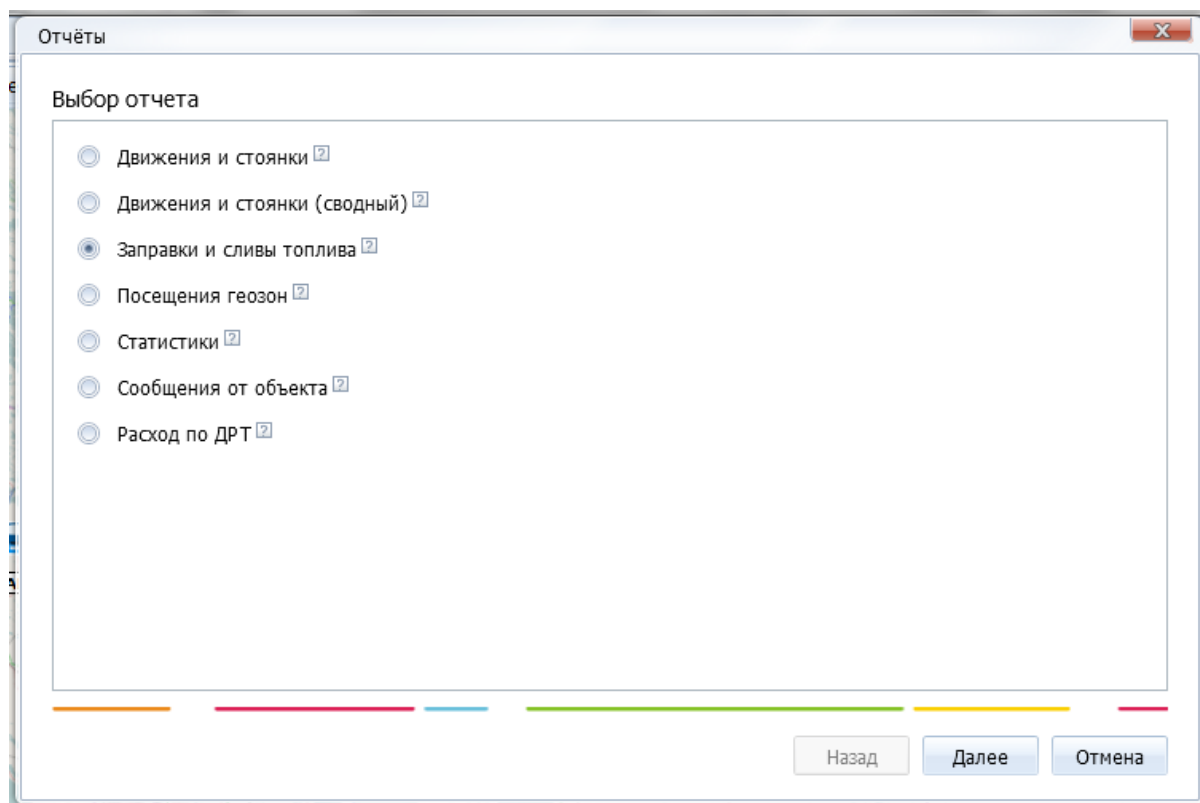 Отчёты
Выбор отчета
Движения и стоянки ?
Движения и стоянки (сводный) ?
Заправки и сливы топлива ?
Посещения геозон ?
Статистики ?
Сообщения от объекта ?
Расход по ДРТ ?
Назад Далее Отмена